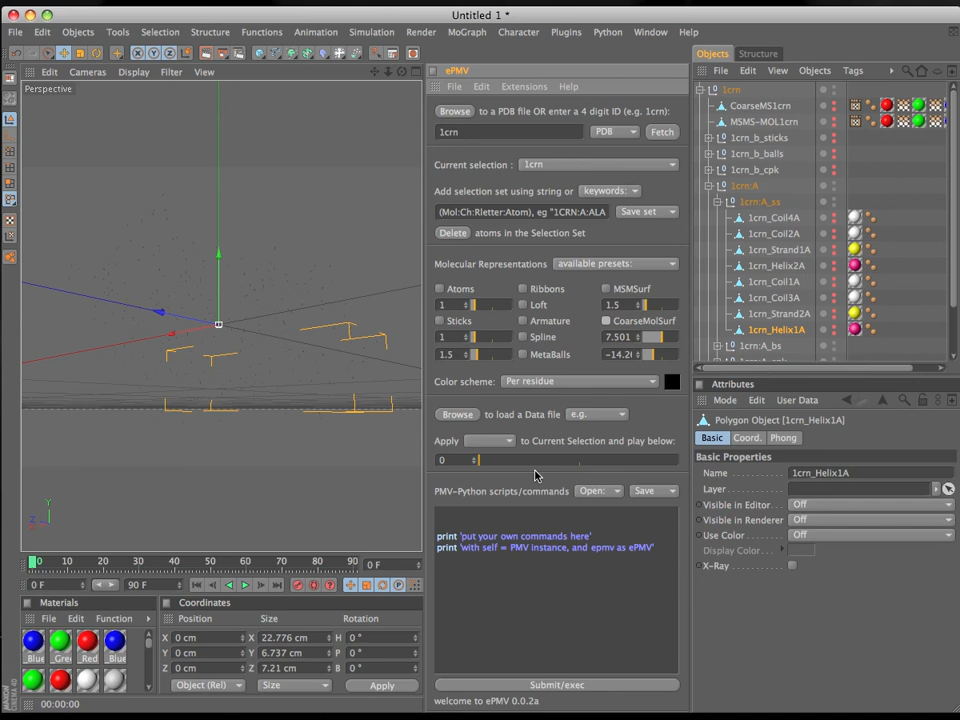 Untitled 1 *
File Edit Objects Tools Selection Structure Functions Animation Simulation Render MoGraph Character Plugins Python Window Help
Edit Cameras Display Filter View
Perspective
Y
Z
0 10 20 30 40 50 60 70 80 90 0 F
0 F 90 F
Materials
File Edit Function
_Blue _Gre _Red _Blue
Coordinates
Position Size Rotation
X 0 cm X 22.776 cm H 0 °
Y 0 cm Y 6.737 cm P 0 °
Z 0 cm Z 7.21 cm B 0 °
Object (Rel) Size Apply
00:00:00
MAXON CINEMA 4D
ePMV
File Edit Extensions Help
Browse to a PDB file OR enter a 4 digit ID (e.g. 1crn):
1crn PDB Fetch
Current selection : 1crn
Add selection set using string or keywords:
(Mol:Ch:Rletter:Atom), eg "1CRN:A:ALA Save set
Delete atoms in the Selection Set
Molecular Representations available presets:
Atoms Ribbons MSMSurf
1 Loft 1.5
Sticks Armature CoarseMolSurf
1 Spline 7.501
1.5 MetaBalls
Color scheme: Per residue
Browse to load a Data file e.g.
Apply to Current Selection and play below:
0
PMV-Python scripts/commands Open: Save
print 'put your own commands here'
print 'with self = PMV instance, and epmv as ePMV'
Submit/exec
welcome to ePMV 0.0.2a
Objects Structure
File Edit View Objects Tags
1crn
CoarseMS1crn
MSMS-MOL1crn
1crn_b_sticks
1crn_b_balls
1crn_b_cpk
1crn:A
1crn:A_ss
1crn_Coil4A
1crn_Coil2A
1crn_Strand1A
1crn_Helix2A
1crn_Coil1A
1crn_Coil3A
1crn_Strand2A
1crn_Helix1A
1crn:A_bs
Attributes
Mode Edit User Data
Polygon Object [1crn_Helix1A]
Basic Coord. Phong
Basic Properties
Name 1crn_Helix1A
Layer
Visible in Editor Off
Visible in Renderer Off
Use Color Off
Display Color
X-Ray